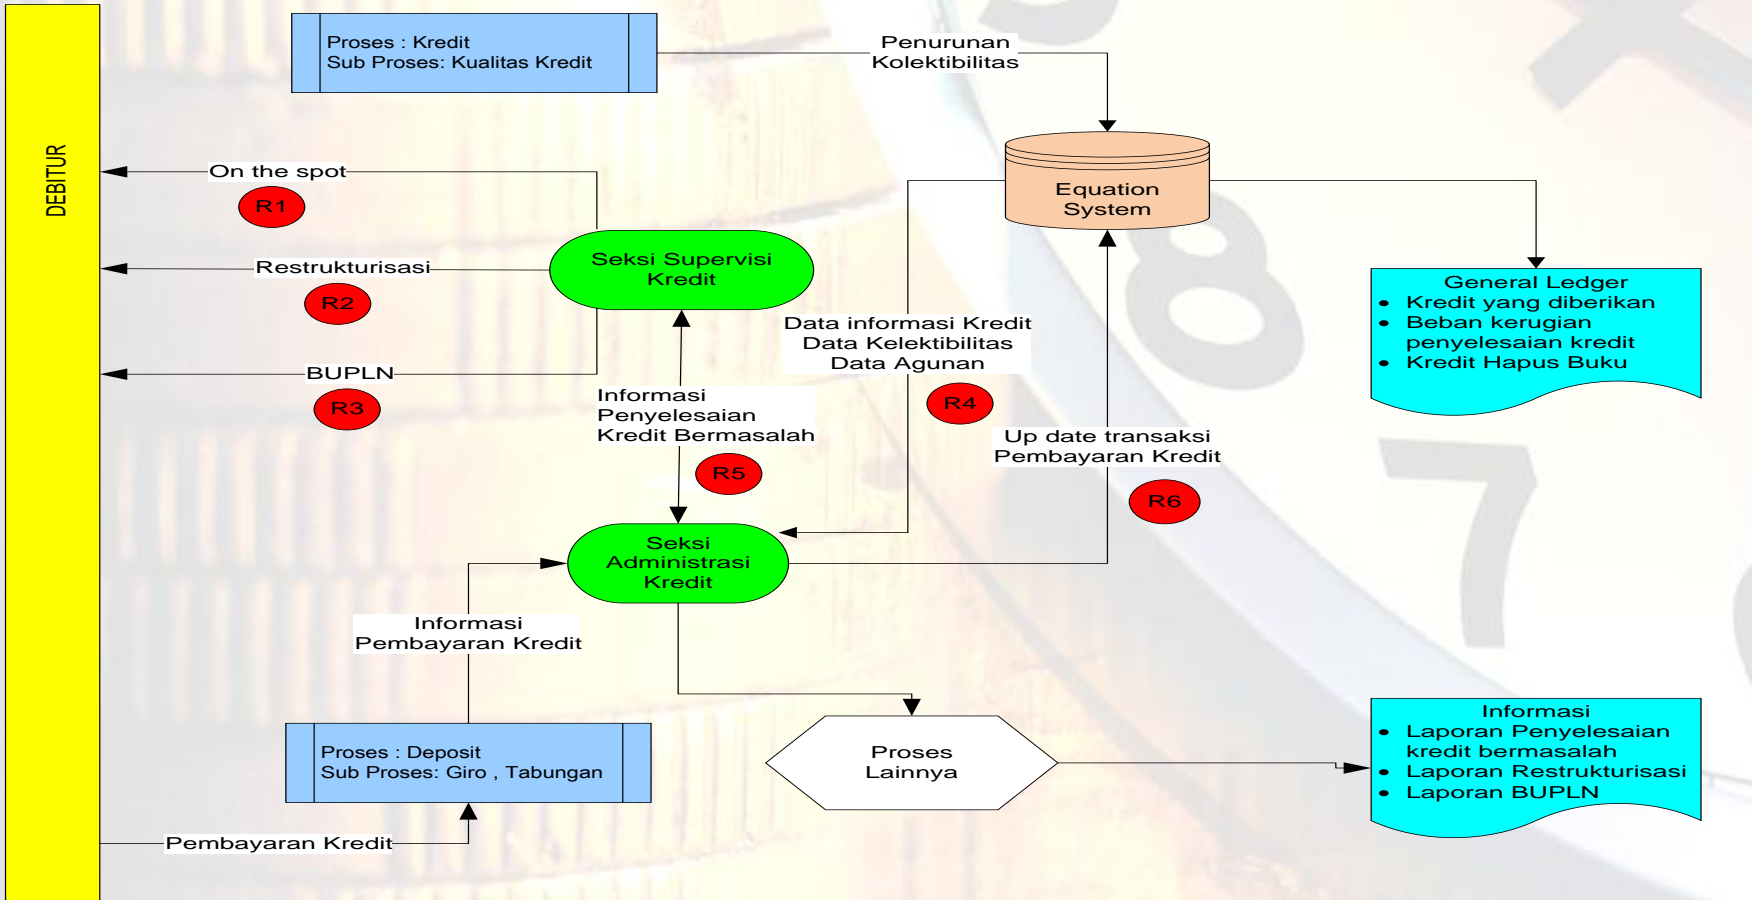 DEBITUR
Proses : Kredit
Sub Proses: Kualitas Kredit
Penurunan
Kolektibilitas
Equation
System
On the spot
R1
Seksi Supervisi
Kredit
Restrukturisasi
R2
BUPLN
R3
General Ledger
• Kredit yang diberikan
• Beban kerugian
penyelesaian kredit
• Kredit Hapus Buku
Data informasi Kredit
Data Kelektibilitas
Data Agunan
R4
Informasi
Penyelesaian
Kredit Bermasalah
R5
Up date transaksi
Pembayaran Kredit
R6
Seksi
Administrasi
Kredit
Informasi
Pembayaran Kredit
Proses : Deposit
Sub Proses: Giro , Tabungan
Pembayaran Kredit
Proses
Lainnya
Informasi
• Laporan Penyelesaian
kredit bermasalah
• Laporan Restrukturisasi
• Laporan BUPLN
8
7